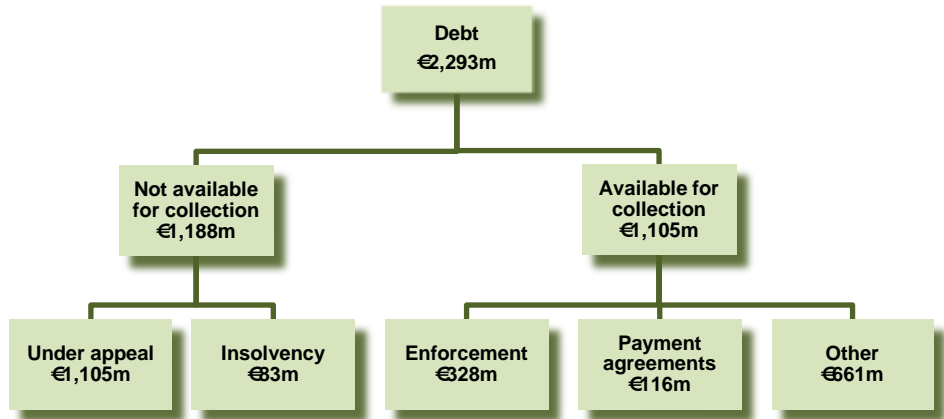 Debt
€2,293m
Not available
for collection
€1,188m
Available for
collection
€1,105m
Under appeal
€1,105m
Insolvency
€83m
Enforcement
€328m
Payment
agreements
€116m
Other
€661m